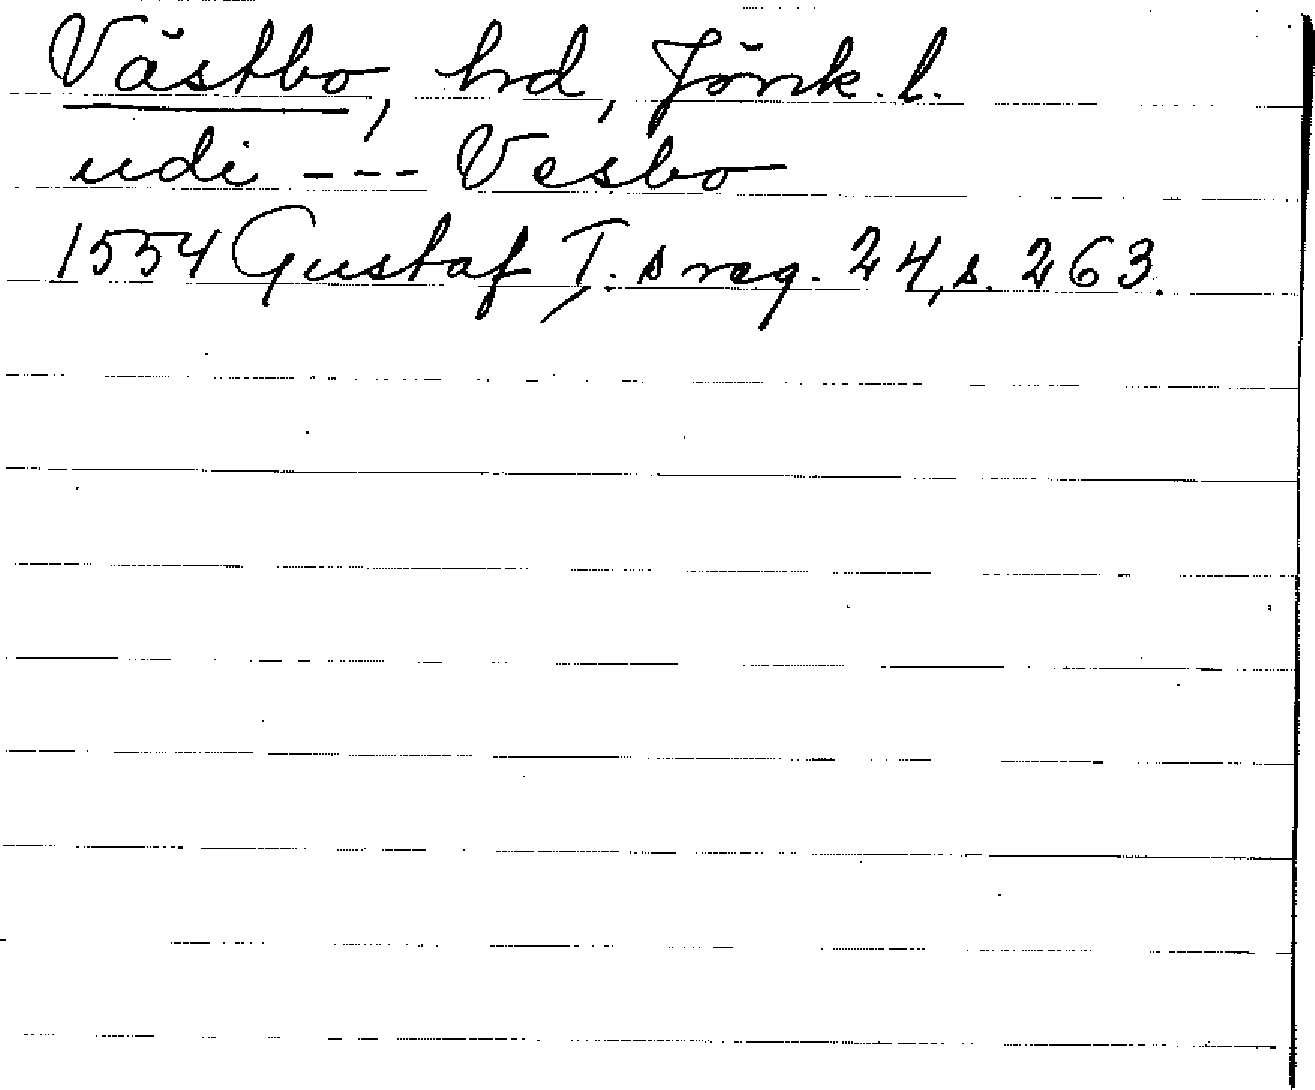 Västbo, hd, Jönk. l.
udi --- Vesbo
1554 Gustaf I.s reg. 24, s. 263.